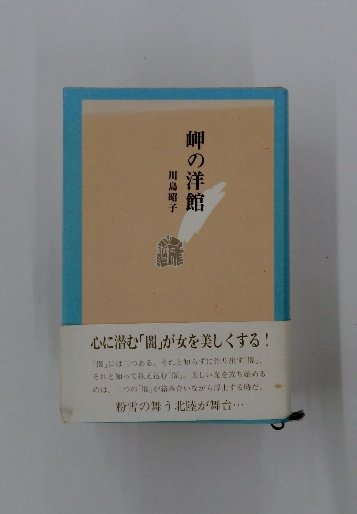 岬の洋館
川島昭子
心に潜む「闇」が女を美しくする!
「闇」には二つある。それと知らずに作り出す「闇」、
それと知って抱え込む「闇」。美しい光を放ち始める
のは、二つの「闇」が絡み合いながら浮上する時だ。
粉雪の舞う北陸が舞台…